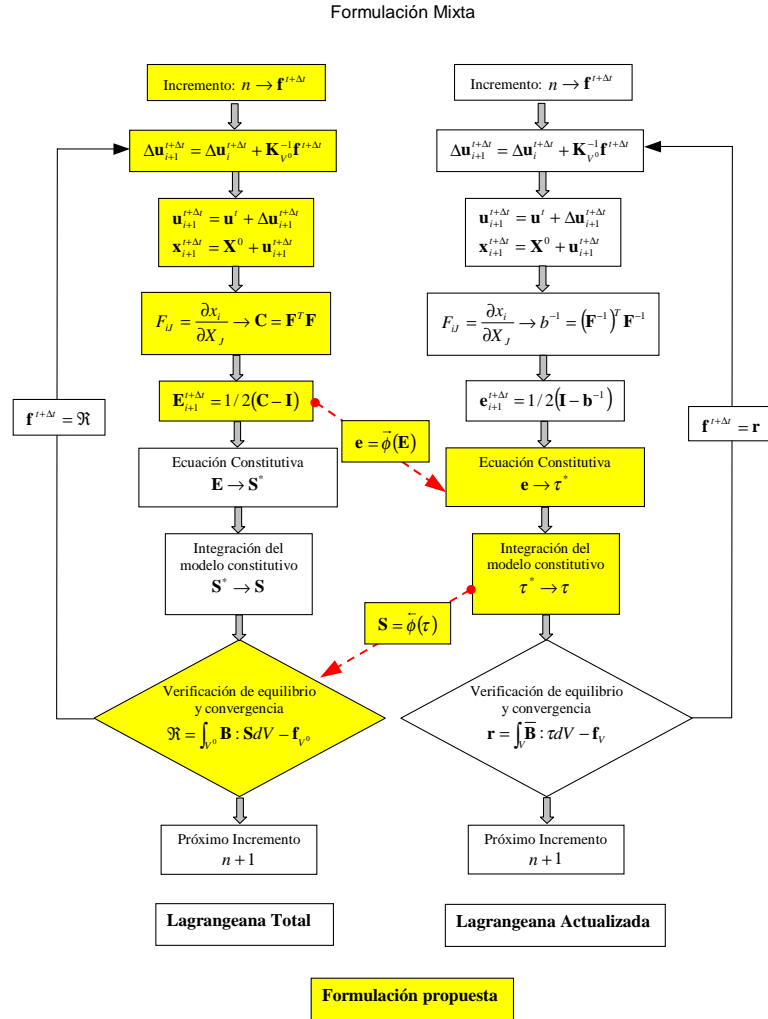 Formulación Mixta
Incremento: n → f^{t+Δt}
Δu_{i+1}^{t+Δt} = Δu_i^{t+Δt} + K_{V^0}^{-1} f^{t+Δt}
u_{i+1}^{t+Δt} = u^t + Δu_{i+1}^{t+Δt}
x_{i+1}^{t+Δt} = X^0 + u_{i+1}^{t+Δt}
F_{iJ} = ∂x_i/∂X_J → C = F^T F
E_{i+1}^{t+Δt} = 1/2(C − I)
f^{t+Δt} = ℜ
Ecuación Constitutiva
E → S^*
Integración del
modelo constitutivo
S^* → S
Verificación de equilibrio
y convergencia
ℜ = ∫_{V^0} B : S dV − f_{V^0}
Próximo Incremento
n + 1
Lagrangeana Total
e = \vec{ϕ}(E)
S = \overleftarrow{ϕ}(τ)
Incremento: n → f^{t+Δt}
Δu_{i+1}^{t+Δt} = Δu_i^{t+Δt} + K_{V^0}^{-1} f^{t+Δt}
u_{i+1}^{t+Δt} = u^t + Δu_{i+1}^{t+Δt}
x_{i+1}^{t+Δt} = X^0 + u_{i+1}^{t+Δt}
F_{iJ} = ∂x_i/∂X_J → b^{-1} = (F^{-1})^T F^{-1}
e_{i+1}^{t+Δt} = 1/2(I − b^{-1})
f^{t+Δt} = r
Ecuación Constitutiva
e → τ^*
Integración del
modelo constitutivo
τ^* → τ
Verificación de equilibrio
y convergencia
r = ∫_V \overline{B} : τ dV − f_V
Próximo Incremento
n + 1
Lagrangeana Actualizada
Formulación propuesta